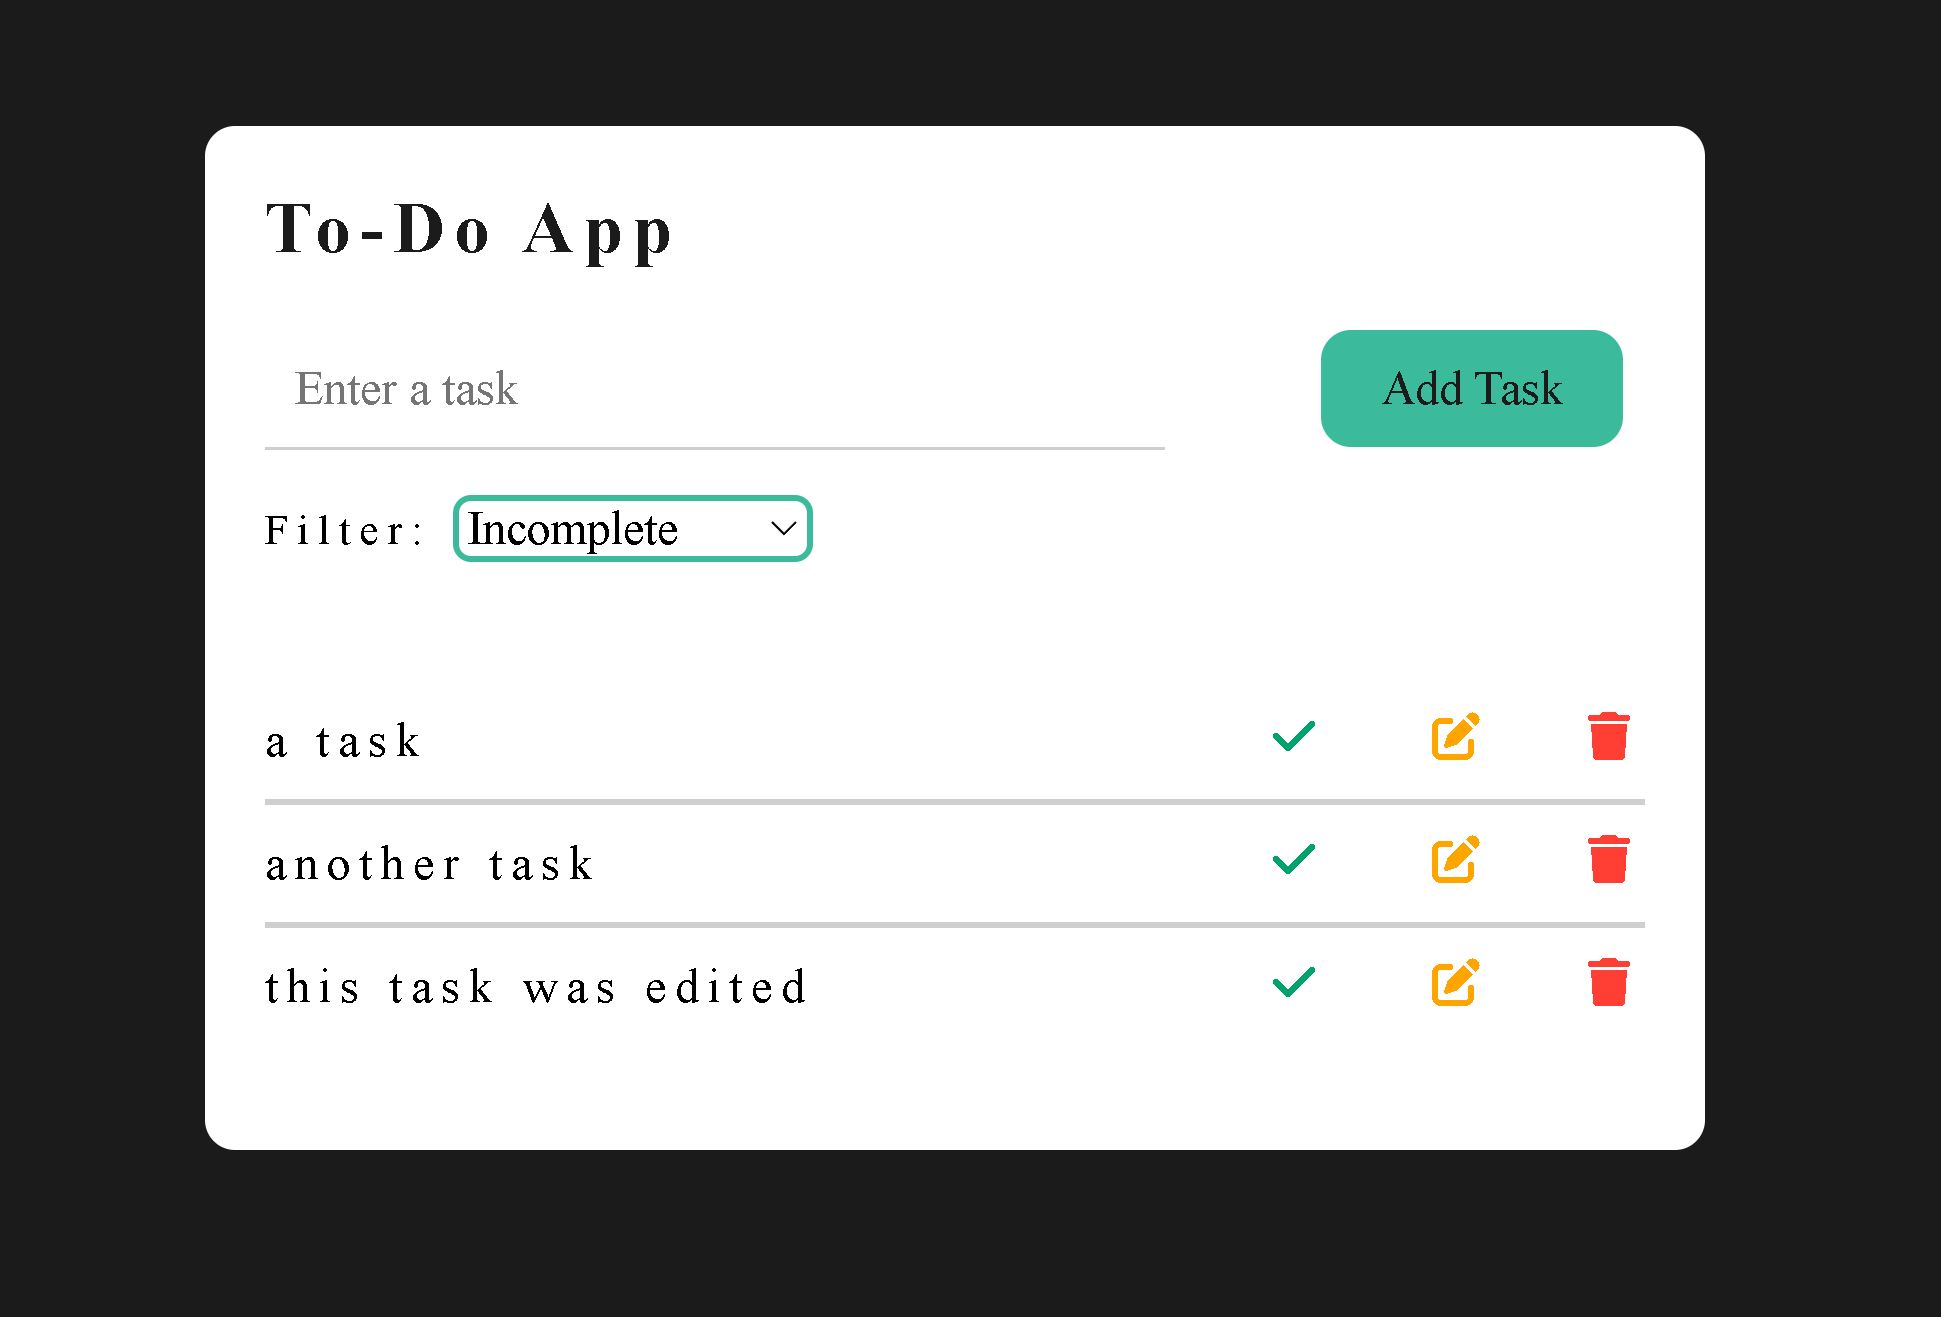 To-Do App
Enter a task
Add Task
Filter: Incomplete
a task
another task
this task was edited